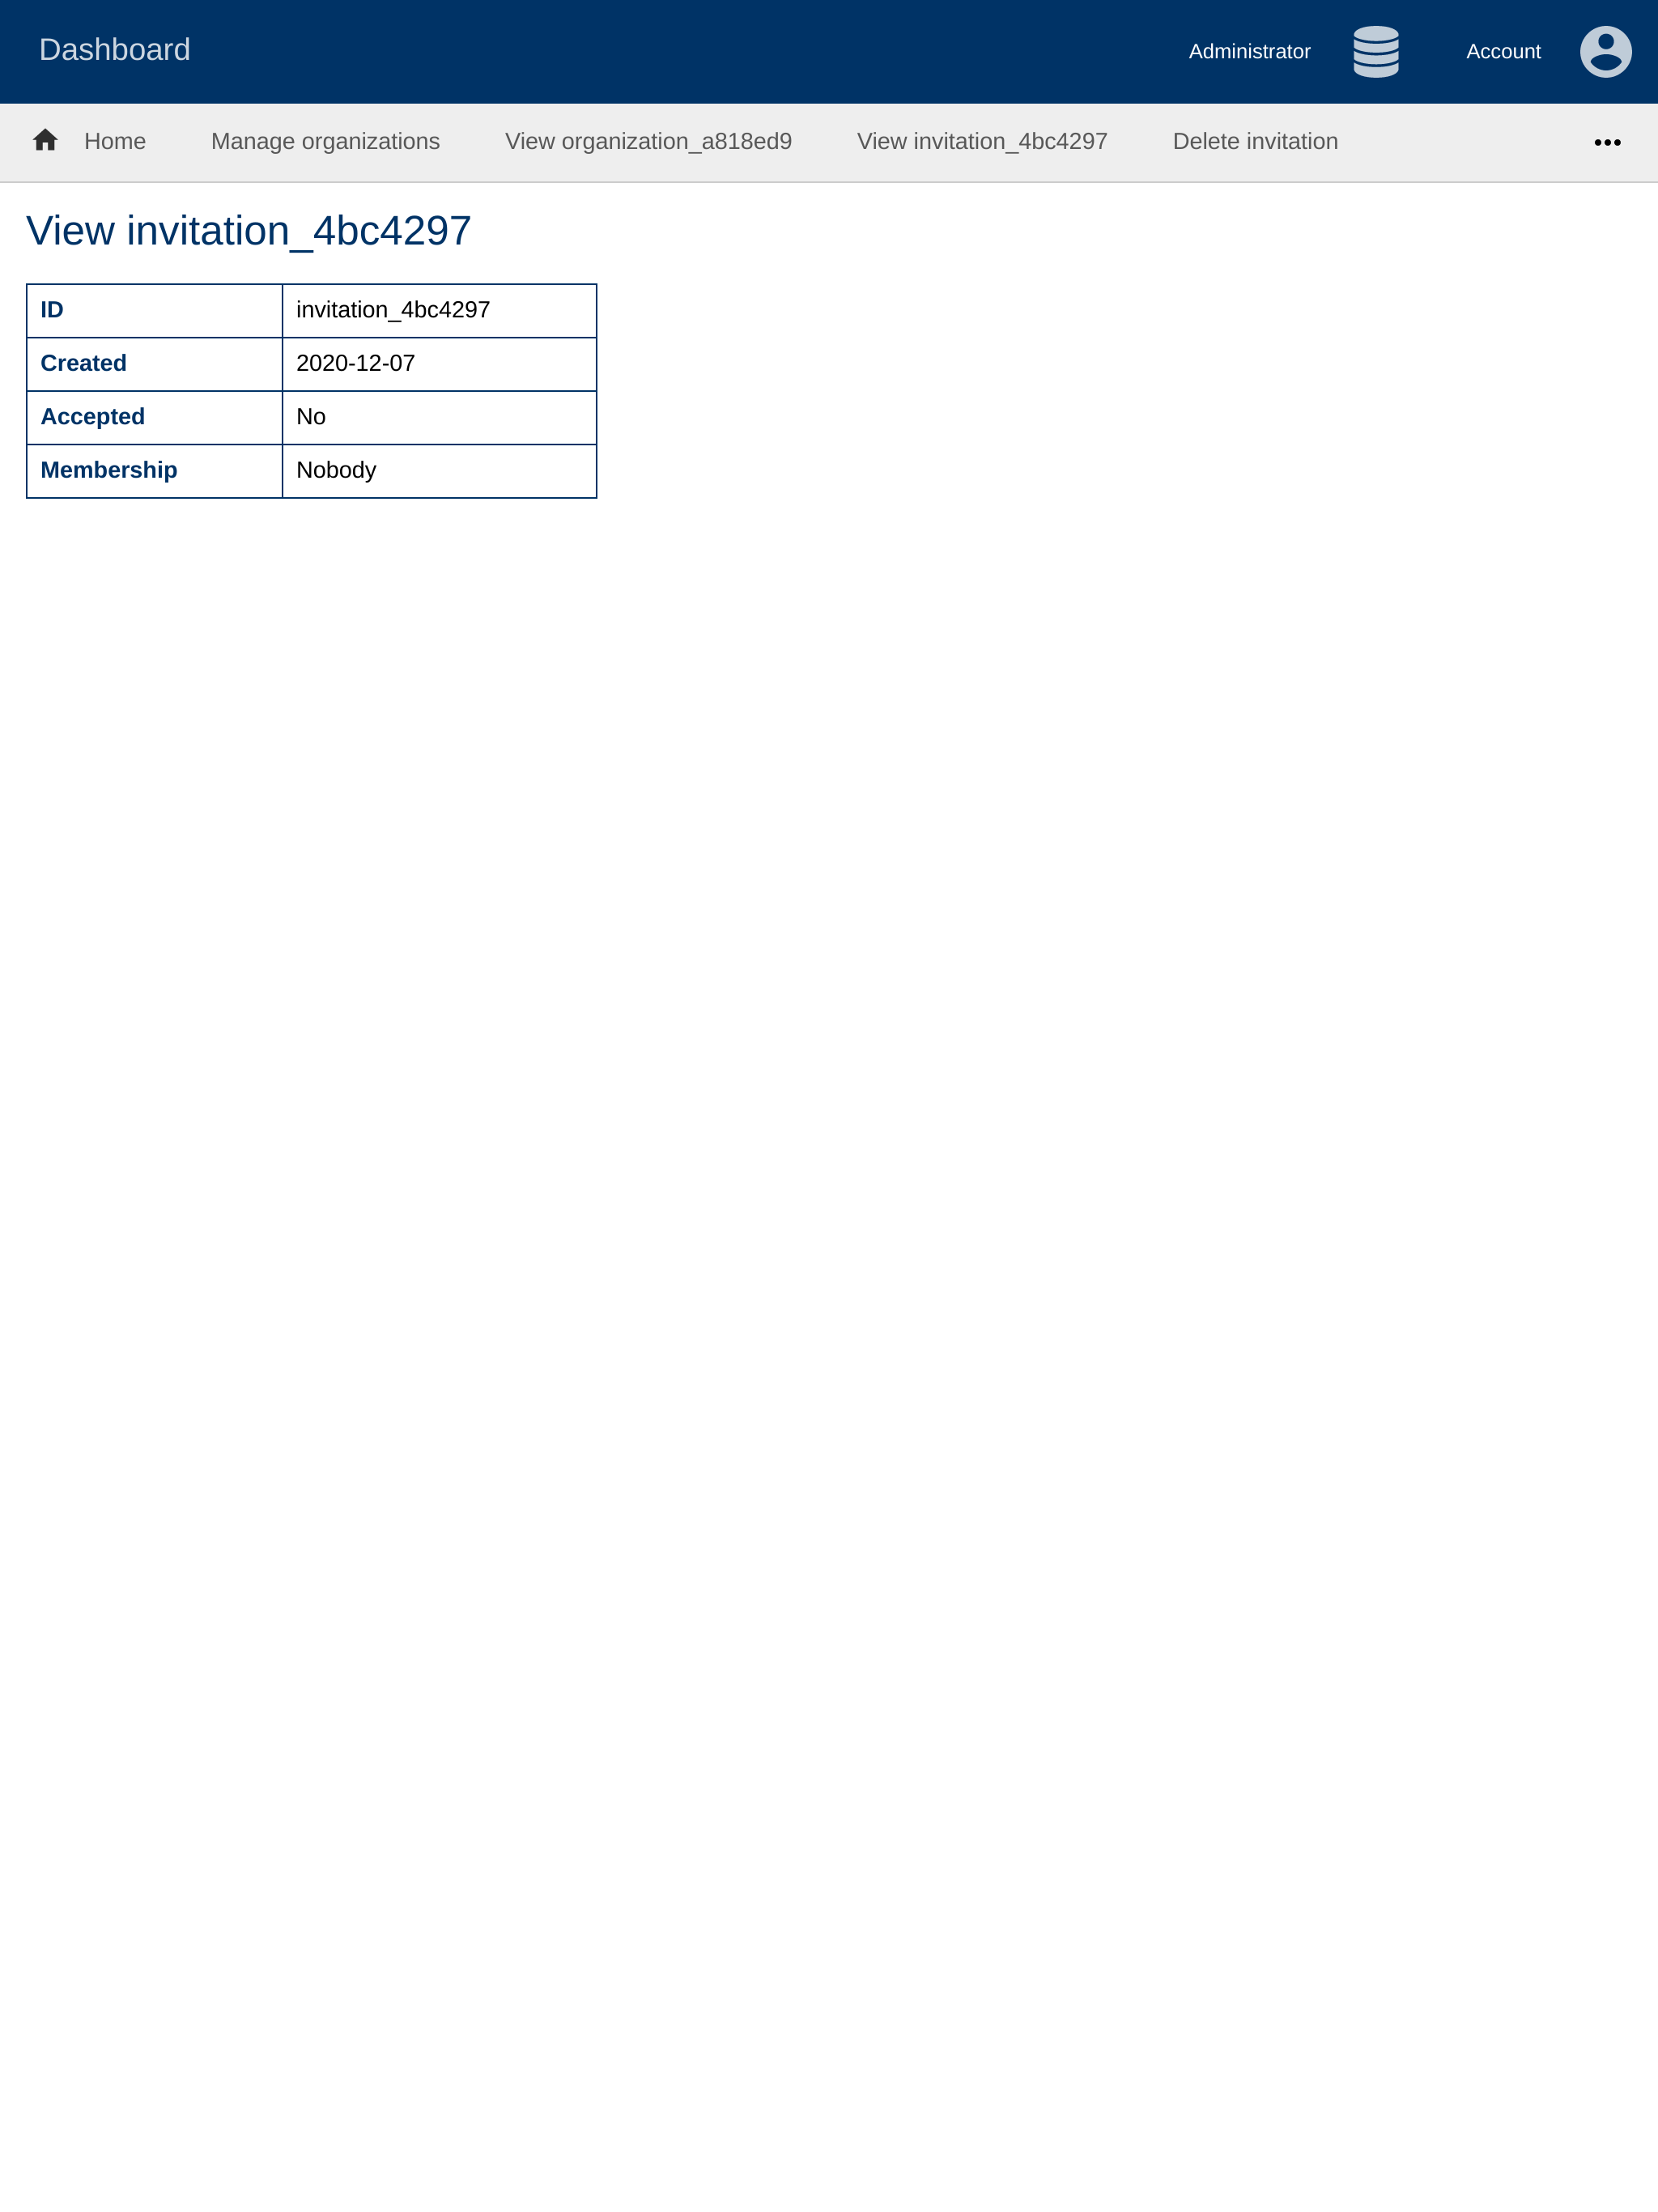 Dashboard Administrator Account
Home Manage organizations View organization_a818ed9 View invitation_4bc4297 Delete invitation
View invitation_4bc4297
ID invitation_4bc4297
Created 2020-12-07
Accepted No
Membership Nobody